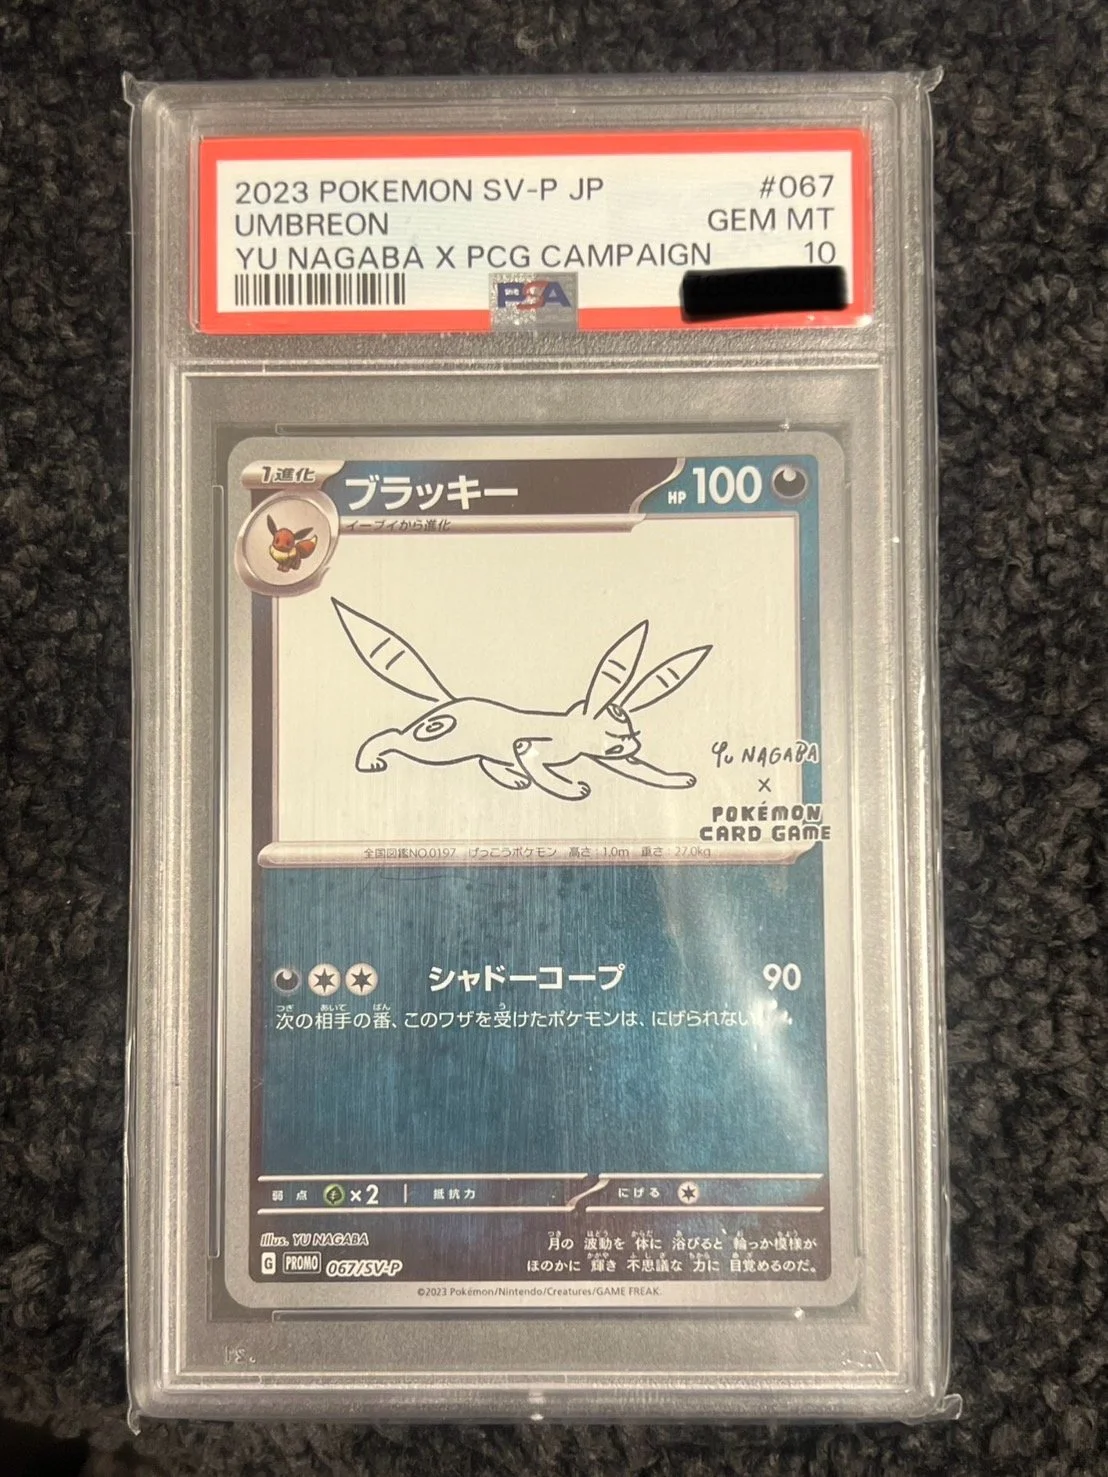 2023 POKEMON SV-P JP #067
UMBREON GEM MT
YU NAGABA X PCG CAMPAIGN 10
PSA
1進化 ブラッキー HP 100
イーブイから進化
Yu NAGABA
×
POKÉMON
CARD GAME
全国図鑑NO.0197 げっこうポケモン 高さ:1.0m 重さ:27.0kg
シャドーコープ 90
次の相手の番、このワザを受けたポケモンは、にげられない
弱点 ×2 抵抗力 にげる
Illus. YU NAGABA
月の 波動を 体に 浴びると 輪っか模様が
G PROMO 067/SV-P
ほのかに 輝き 不思議な 力に 目覚めるのだ。
©2023 Pokémon/Nintendo/Creatures/GAME FREAK.